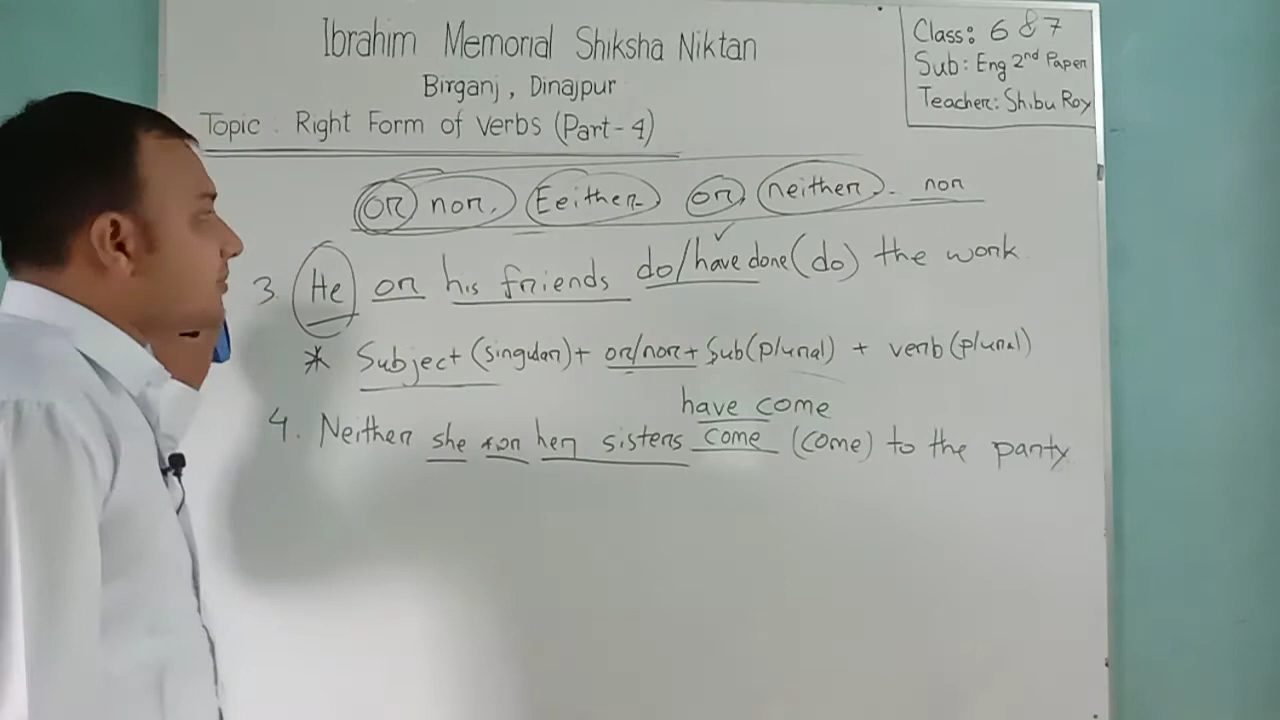 Ibrahim Memorial Shiksha Niktan
Birganj, Dinajpur
Class: 6 & 7
Sub: Eng 2nd Paper
Teacher: Shibu Roy
Topic: Right Form of verbs (Part-4)
or nor, Eeither or, neither - nor
3. He or his friends do/have done (do) the work
* Subject (singular) + or/nor + Sub(plural) + verb (plural)
have come
4. Neither she nor her sisters come (come) to the party